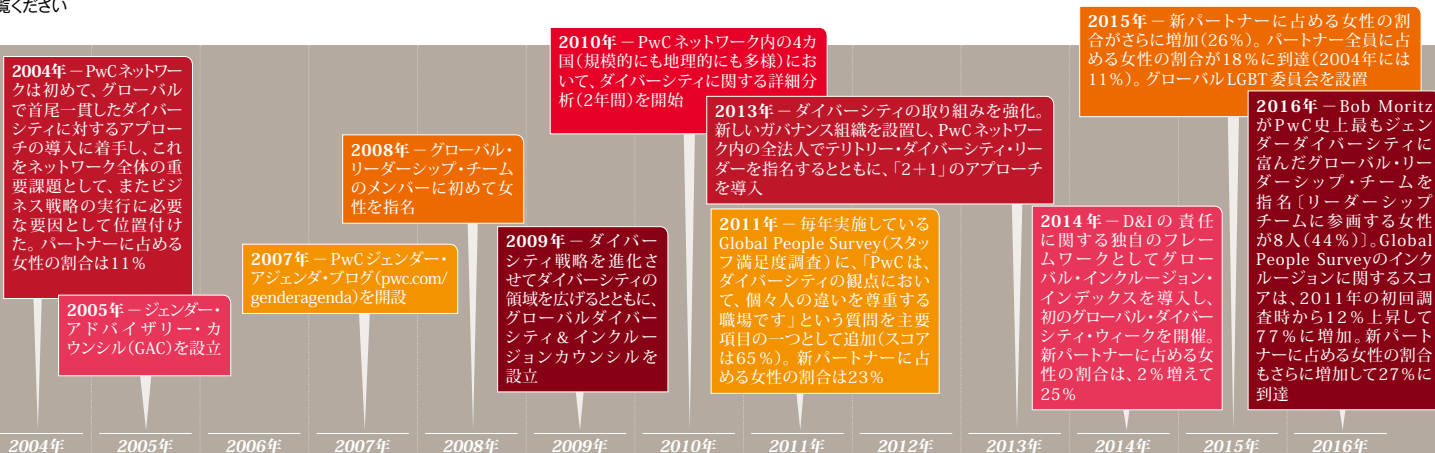 覧ください
2004年－PwCネットワー
クは初めて、グローバル
で首尾一貫したダイバー
シティに対するアプロー
チの導入に着手し、これ
をネットワーク全体の重
要課題として、またビジ
ネス戦略の実行に必要
な要因として位置付け
た。パートナーに占める
女性の割合は11％
2005年－ジェンダー・
アドバイザリー・カ
ウンシル（GAC）を設立
2007年－PwCジェンダー・
アジェンダ・ブログ（pwc.com/
genderagenda）を開設
2008年－グローバル・
リーダーシップ・チーム
のメンバーに初めて女
性を指名
2009年－ダイバー
シティ戦略を進化さ
せてダイバーシティの
領域を広げるとともに、
グローバルダイバー
シティ&インクルー
ジョンカウンシルを
設立
2010年－PwCネットワーク内の4カ
国（規模的にも地理的にも多様）にお
いて、ダイバーシティに関する詳細分
析（2年間）を開始
2011年－毎年実施している
Global People Survey（スタッ
フ満足度調査）に、「PwCは、
ダイバーシティの観点におい
て、個々人の違いを尊重する
職場です」という質問を主要
項目の一つとして追加（スコア
は65％）。新パートナーに占
める女性の割合は23％
2013年－ダイバーシティの取り組みを強化。
新しいガバナンス組織を設置し、PwCネットワー
ク内の全法人でテリトリー・ダイバーシティ・リー
ダーを指名するとともに、「2＋1」のアプローチ
を導入
2014年－D&Iの責任
に関する独自のフレー
ムワークとしてグロー
バル・インクルージョン・
インデックスを導入し、
初のグローバル・ダイバー
シティ・ウィークを開催。
新パートナーに占める女
性の割合は、2％増えて
25％
2015年－新パートナーに占める女性の割
合がさらに増加（26％）。パートナー全員に占
める女性の割合が18％に到達（2004年には
11％）。グローバルLGBT委員会を設置
2016年－Bob Moritz
がPwC史上最もジェン
ダーダイバーシティに
富んだグローバル・リー
ダーシップ・チームを
指名〔リーダーシップ
チームに参画する女性
が8人（44％）〕。Global
People Surveyのインク
ルージョンに関するスコ
アは、2011年の初回調
査時から12％上昇して
77％に増加。新パート
ナーに占める女性の割合
もさらに増加して27％に
到達
2004年 2005年 2006年 2007年 2008年 2009年 2010年 2011年 2012年 2013年 2014年 2015年 2016年